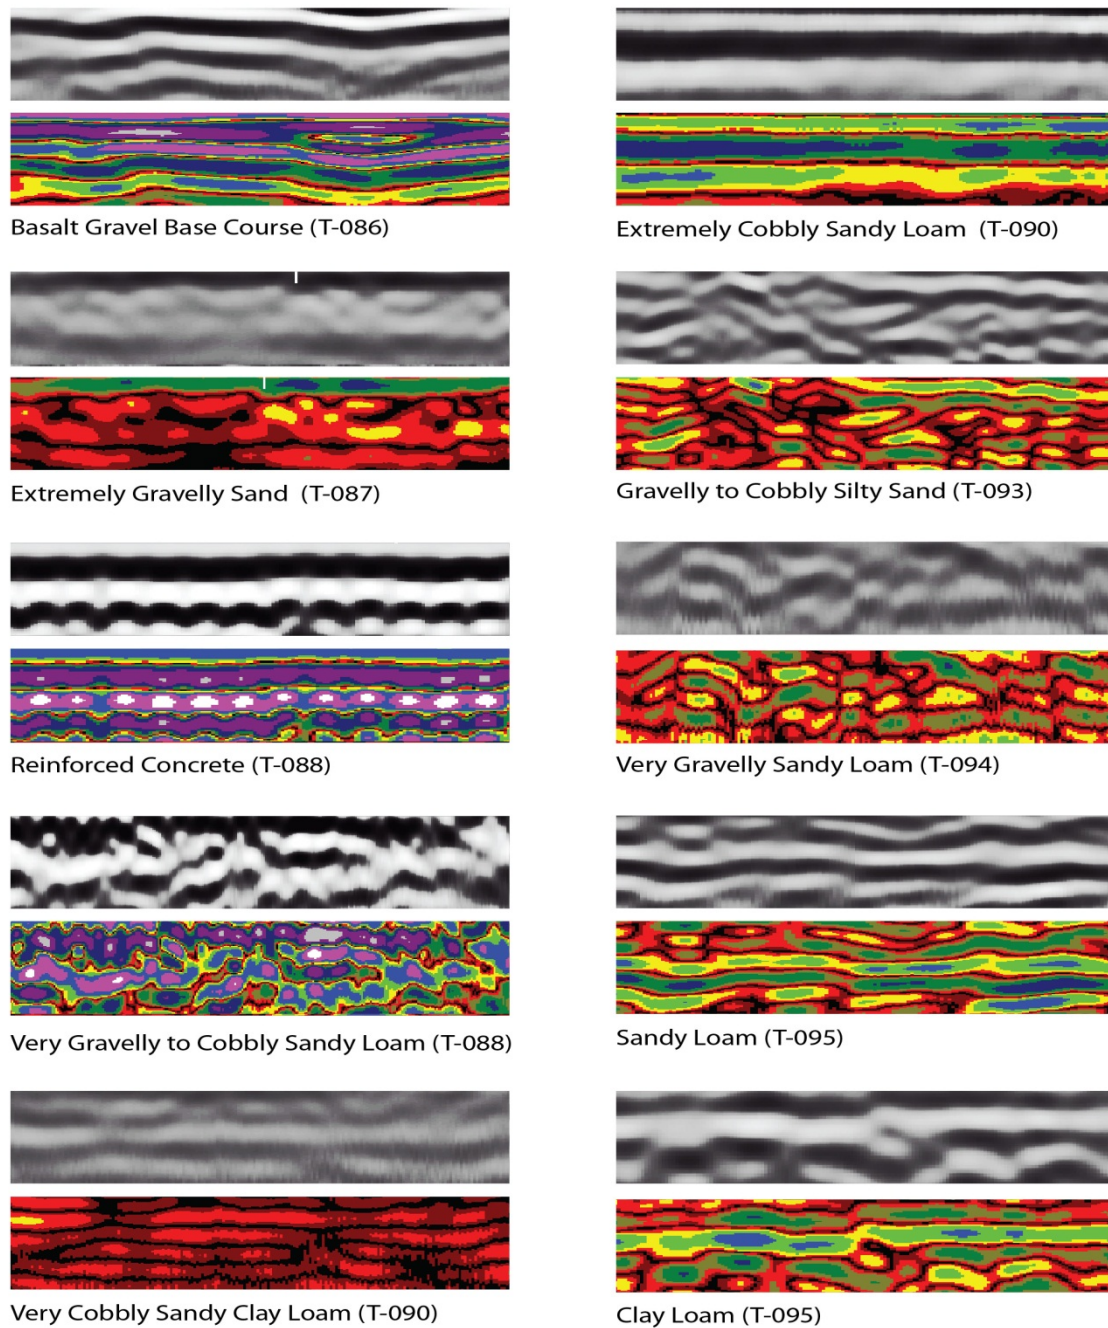 Basalt Gravel Base Course (T-086)
Extremely Cobbly Sandy Loam (T-090)
Extremely Gravelly Sand (T-087)
Gravelly to Cobbly Silty Sand (T-093)
Reinforced Concrete (T-088)
Very Gravelly Sandy Loam (T-094)
Very Gravelly to Cobbly Sandy Loam (T-088)
Sandy Loam (T-095)
Very Cobbly Sandy Clay Loam (T-090)
Clay Loam (T-095)